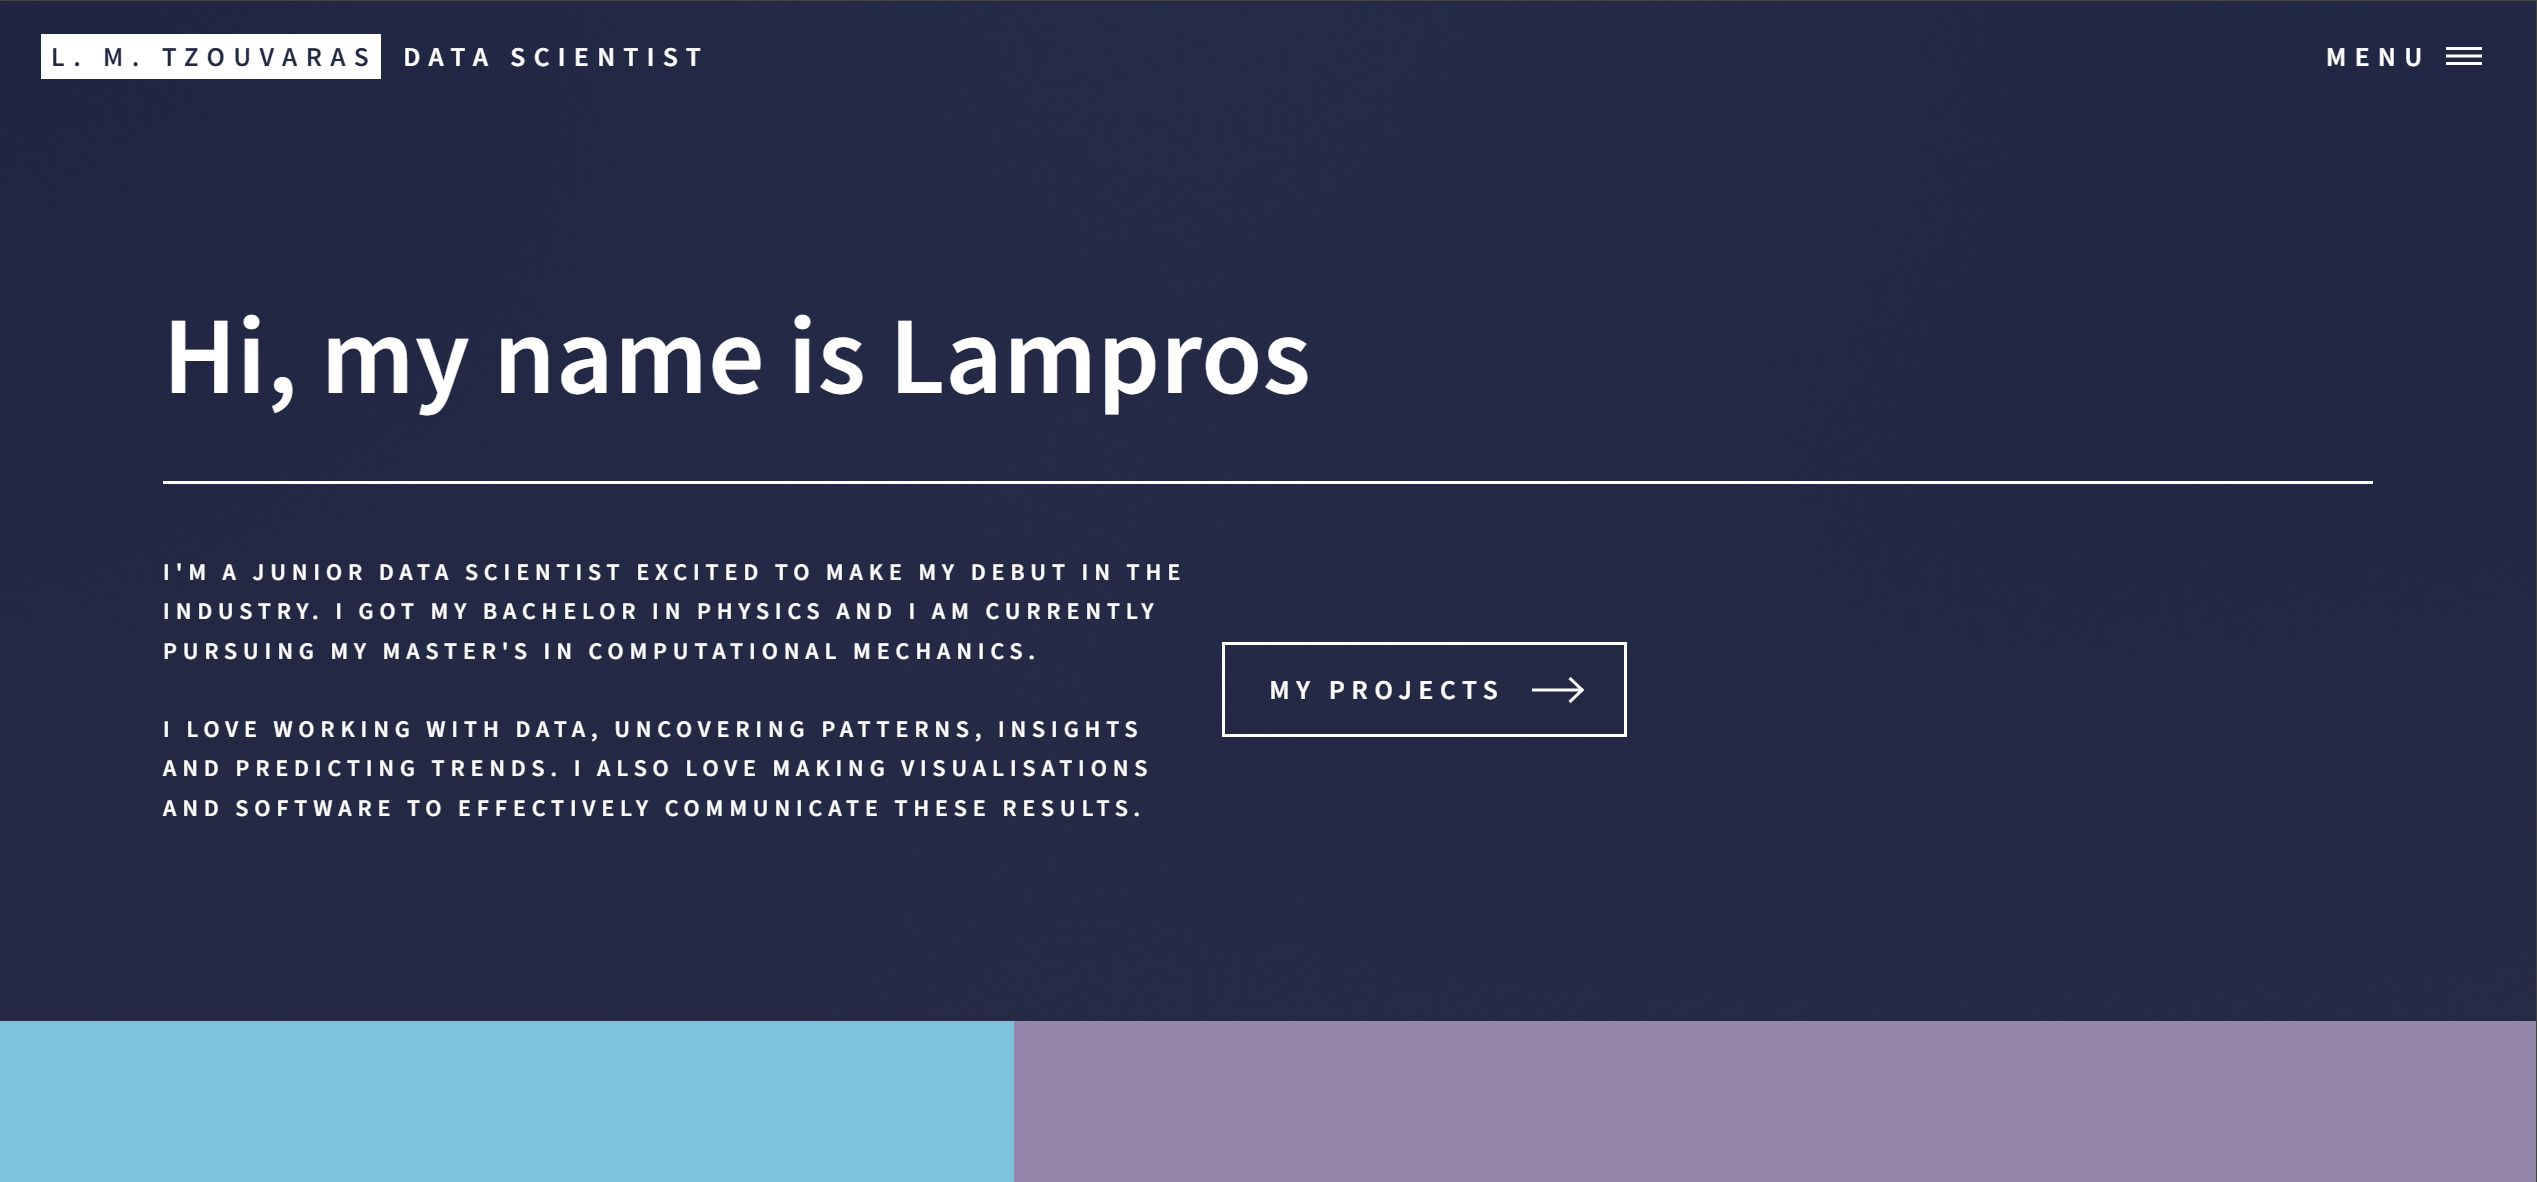 L. M. TZOUVARAS DATA SCIENTIST
MENU
Hi, my name is Lampros
I'M A JUNIOR DATA SCIENTIST EXCITED TO MAKE MY DEBUT IN THE
INDUSTRY. I GOT MY BACHELOR IN PHYSICS AND I AM CURRENTLY
PURSUING MY MASTER'S IN COMPUTATIONAL MECHANICS.
I LOVE WORKING WITH DATA, UNCOVERING PATTERNS, INSIGHTS
AND PREDICTING TRENDS. I ALSO LOVE MAKING VISUALISATIONS
AND SOFTWARE TO EFFECTIVELY COMMUNICATE THESE RESULTS.
MY PROJECTS